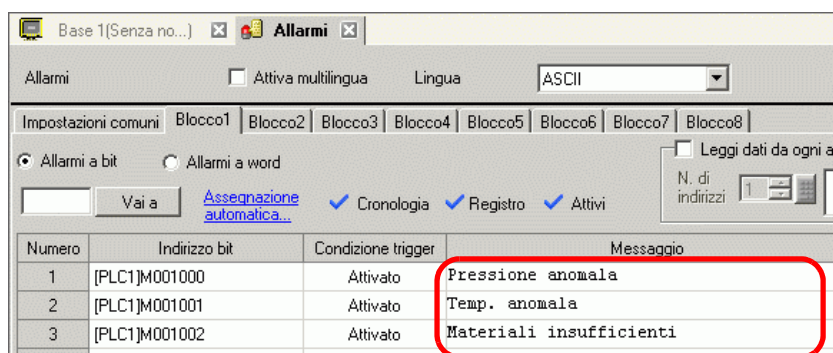 Base 1(Senza no...) Allarmi
Allarmi Attiva multilingua Lingua ASCII
Impostazioni comuni Blocco1 Blocco2 Blocco3 Blocco4 Blocco5 Blocco6 Blocco7 Blocco8
Allarmi a bit Allarmi a word Leggi dati da ogni a
Vai a Assegnazione automatica... Cronologia Registro Attivi N. di indirizzi 1
Numero Indirizzo bit Condizione trigger Messaggio
1 [PLC1]M001000 Attivato Pressione anomala
2 [PLC1]M001001 Attivato Temp. anomala
3 [PLC1]M001002 Attivato Materiali insufficienti